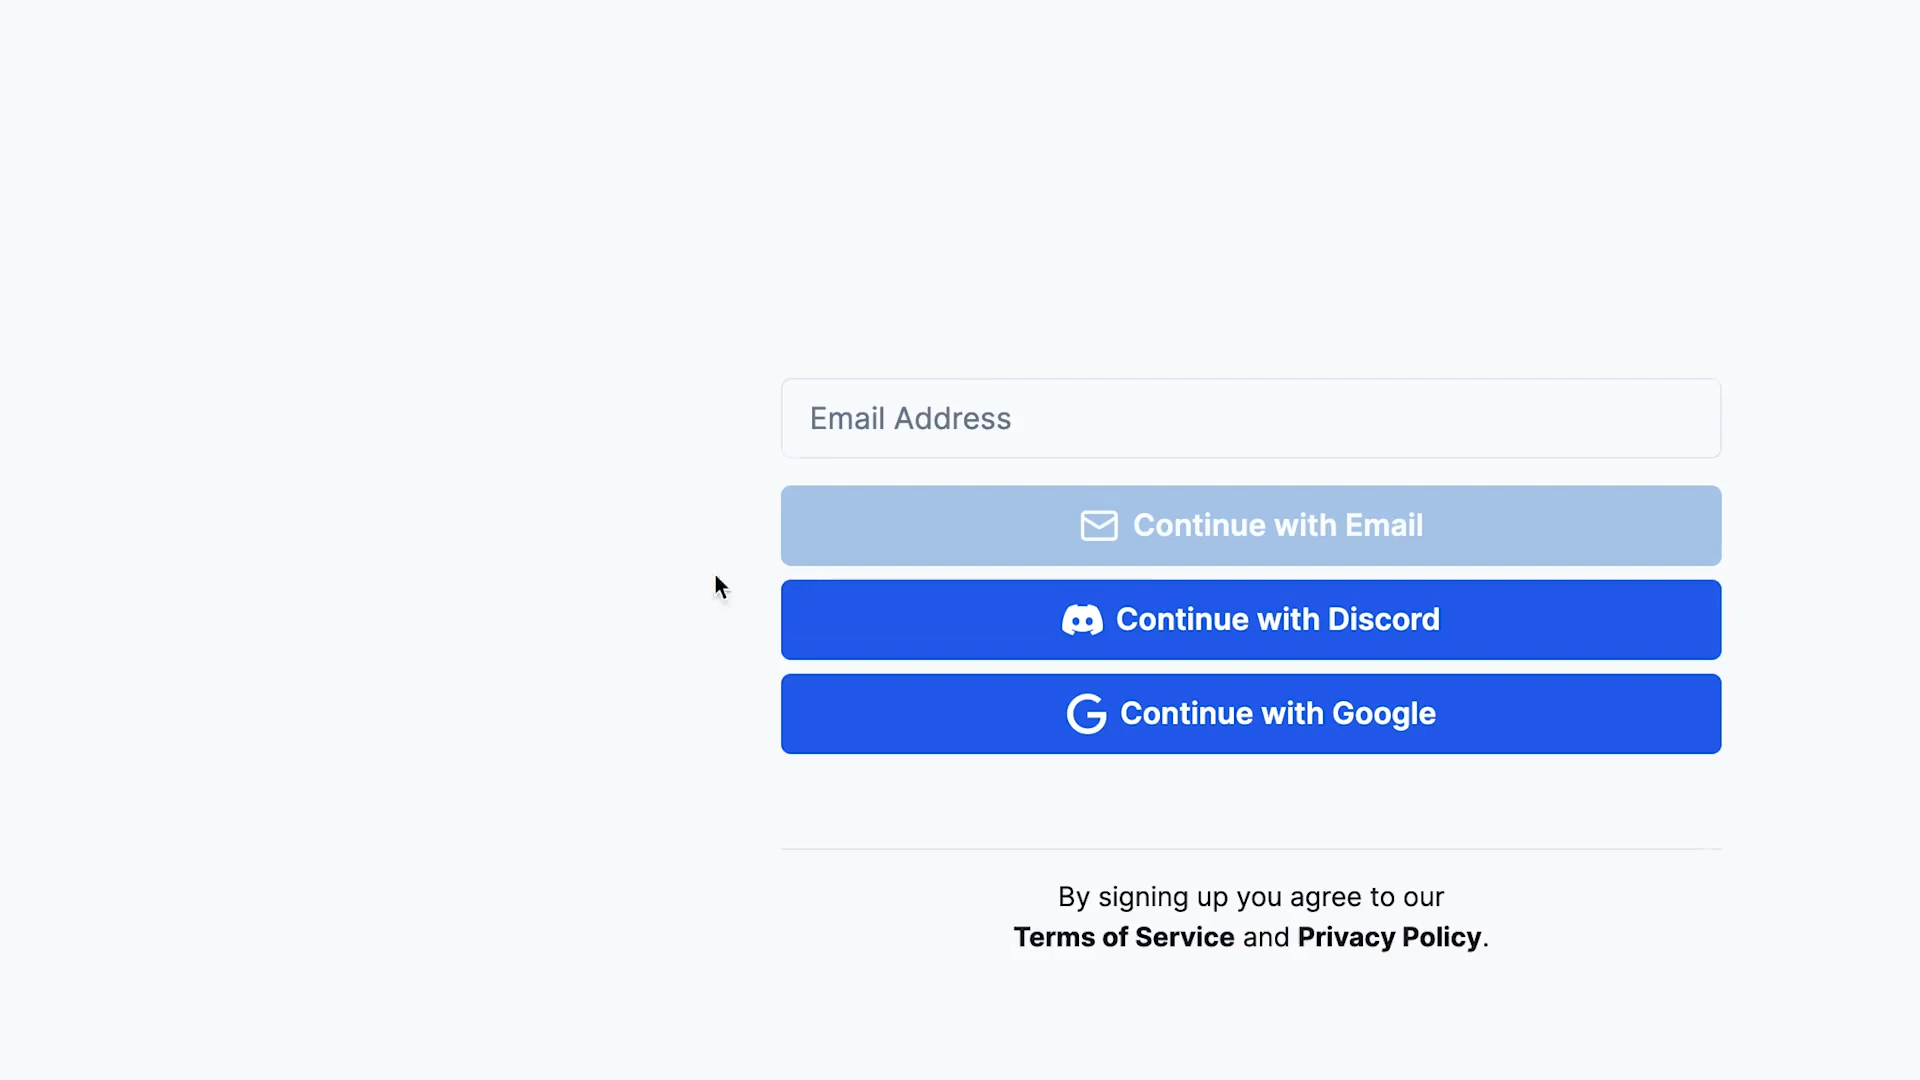 Email Address
Continue with Email
Continue with Discord
Continue with Google
By signing up you agree to our
Terms of Service and Privacy Policy.